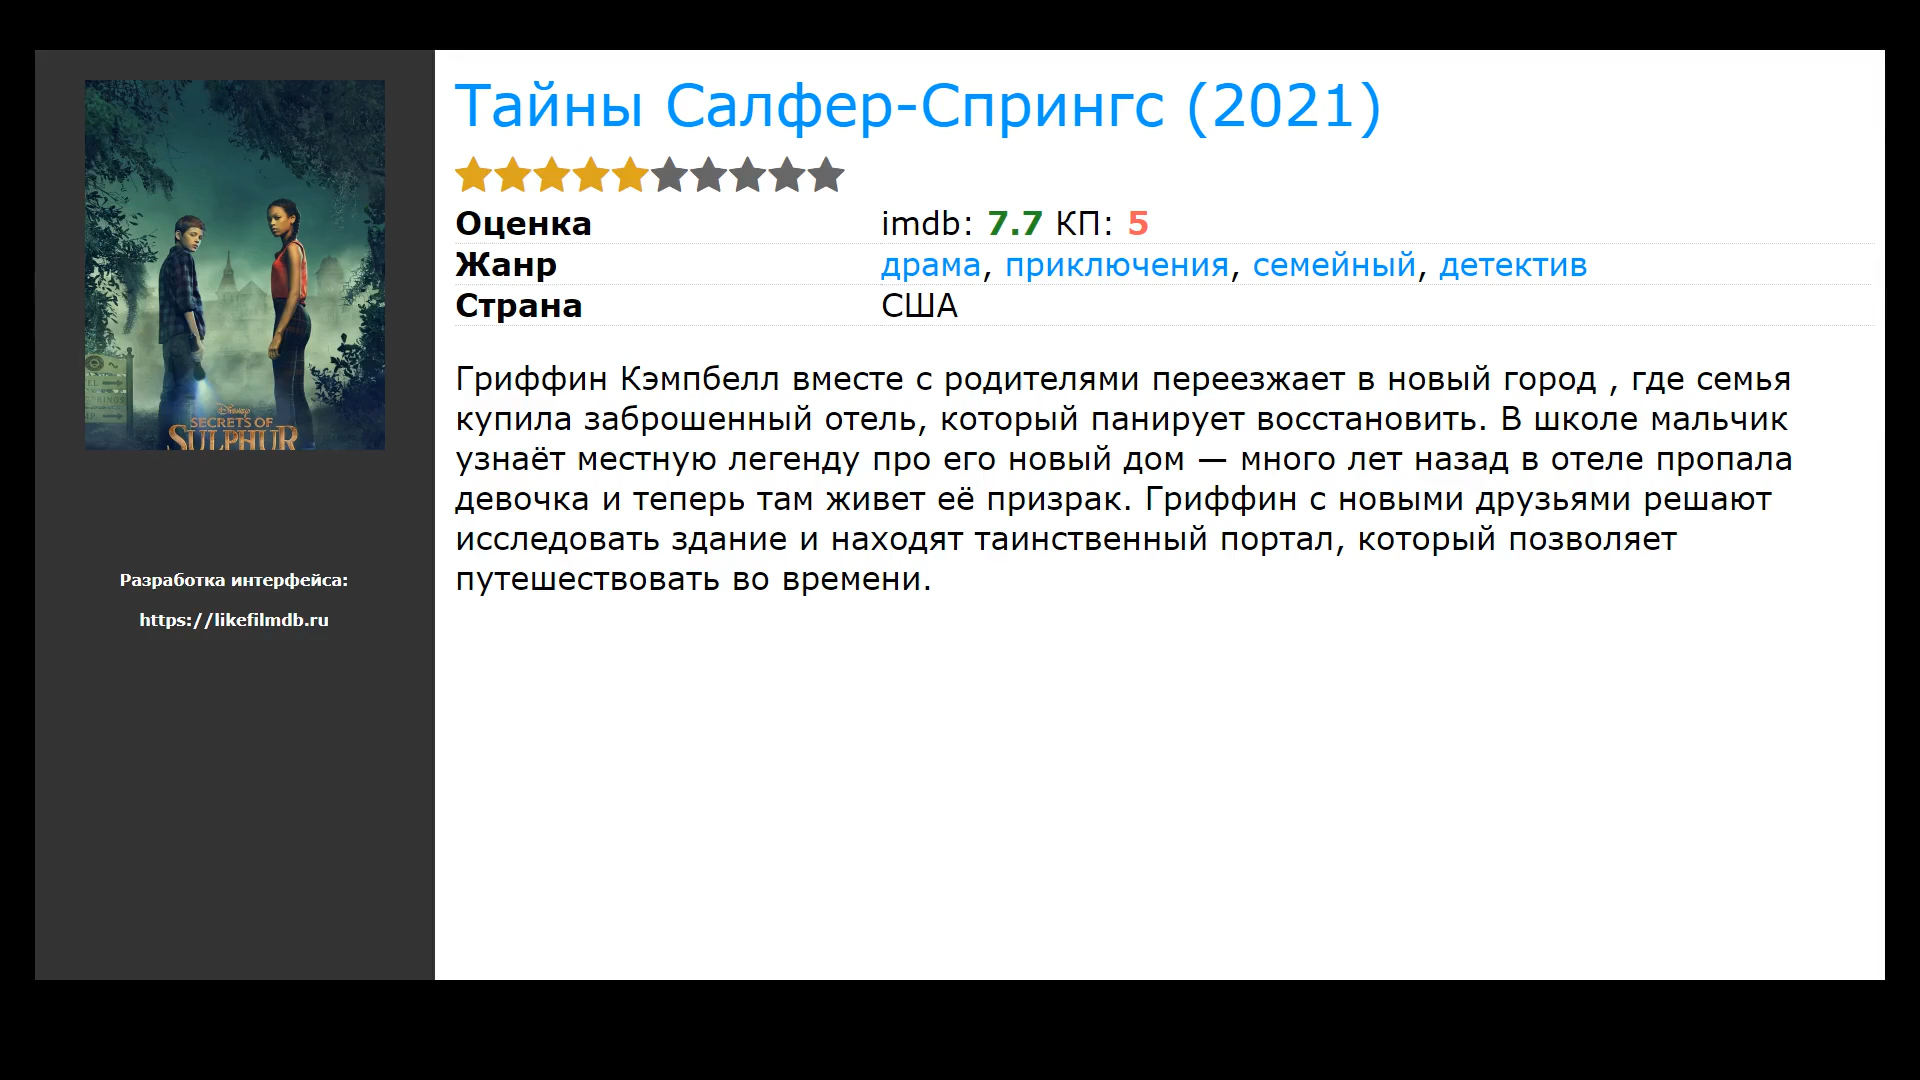 Тайны Салфер-Спрингс (2021)
Оценка imdb: 7.7 КП: 5
Жанр драма, приключения, семейный, детектив
Страна США
Гриффин Кэмпбелл вместе с родителями переезжает в новый город , где семья
купила заброшенный отель, который панирует восстановить. В школе мальчик
узнаёт местную легенду про его новый дом — много лет назад в отеле пропала
девочка и теперь там живет её призрак. Гриффин с новыми друзьями решают
исследовать здание и находят таинственный портал, который позволяет
путешествовать во времени.
Disney
SECRETS OF
SULPHUR
Разработка интерфейса:
https://likefilmdb.ru